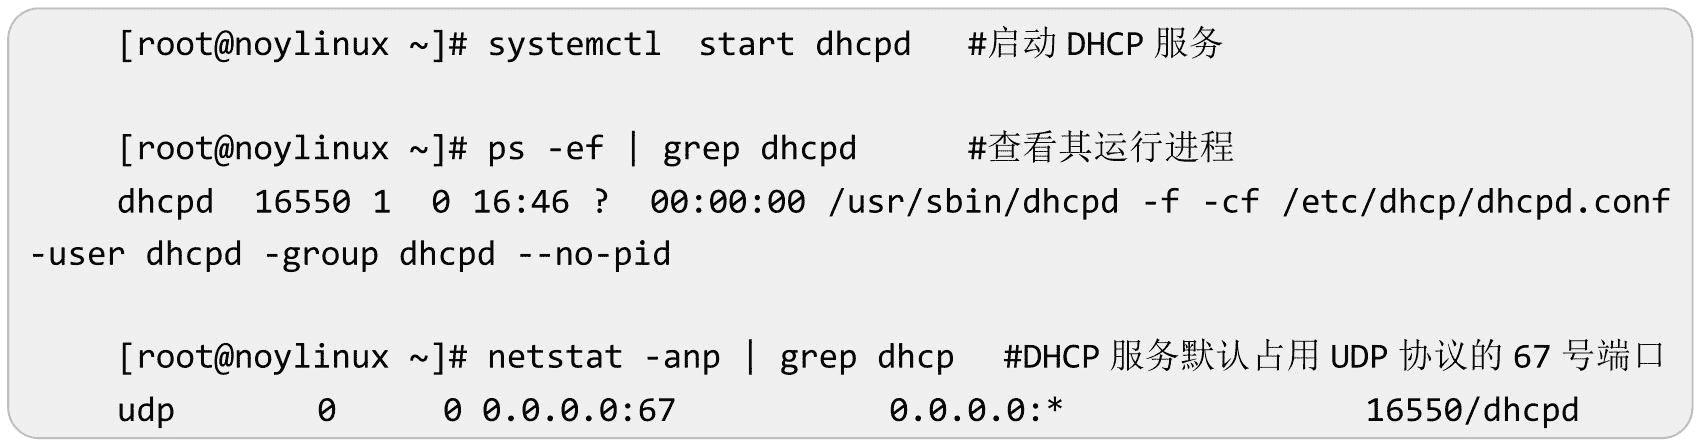 [root@noylinux ~]# systemctl  start dhcpd   #启动 DHCP 服务
[root@noylinux ~]# ps -ef | grep dhcpd      #查看其运行进程
dhcpd  16550 1  0 16:46 ?  00:00:00 /usr/sbin/dhcpd -f -cf /etc/dhcp/dhcpd.conf
-user dhcpd -group dhcpd --no-pid
[root@noylinux ~]# netstat -anp | grep dhcp   #DHCP 服务默认占用 UDP 协议的 67 号端口
udp        0      0 0.0.0.0:67           0.0.0.0:*               16550/dhcpd